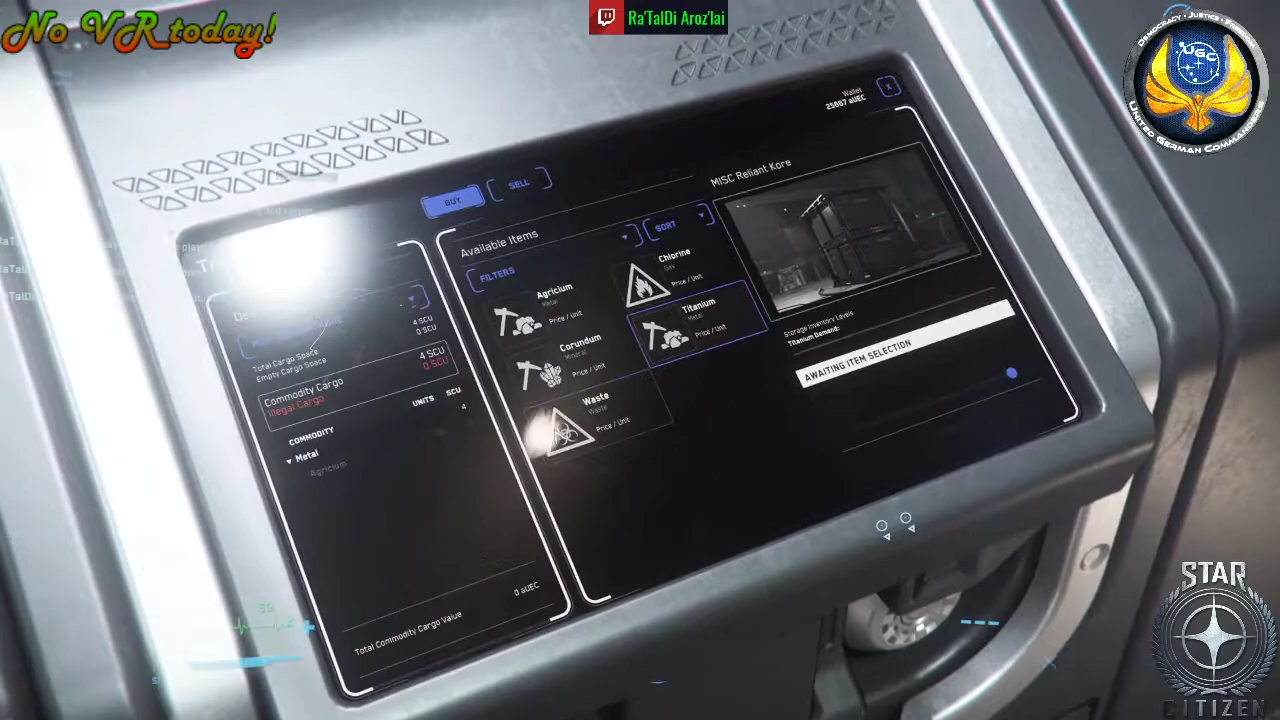 No VR today!
Ra'TalDi Aroz'lai
DEMOCRACY • JUSTICE • FREEDOM
UGC
UNITED GERMAN COMMANDERS
Wallet
25667 aUEC
X
BUY
SELL
MISC Reliant Kore
Available Items
SORT
FILTERS
Agricium
Metal
Price / Unit
Chlorine
Gas
Price / Unit
Corundum
Mineral
Price / Unit
Titanium
Metal
Price / Unit
Waste
Waste
Price / Unit
Storage Inventory Levels
Titanium Demand:
AWAITING ITEM SELECTION
Total Cargo Space
4 SCU
Empty Cargo Space
0 SCU
Commodity Cargo
4 SCU
Illegal Cargo
0 SCU
COMMODITY
UNITS
SCU
Metal
4
Agricium
Total Commodity Cargo Value
0 aUEC
STAR
CITIZEN